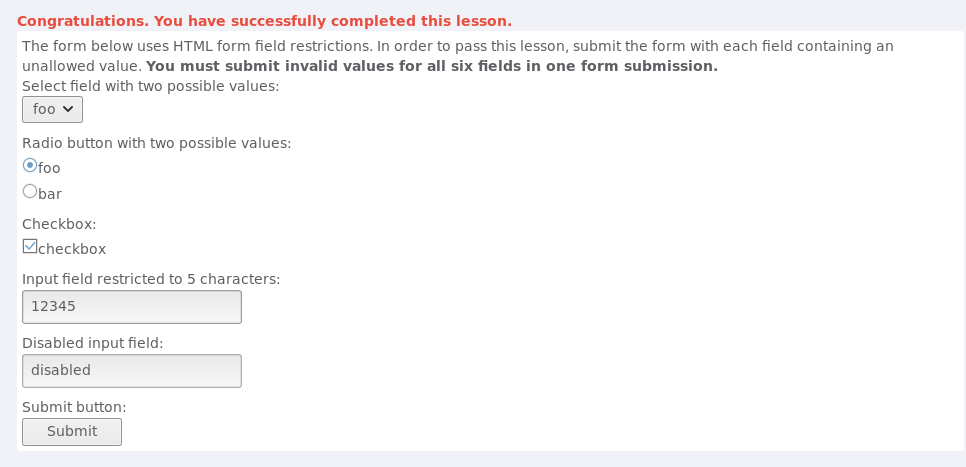 Congratulations. You have successfully completed this lesson.
The form below uses HTML form field restrictions. In order to pass this lesson, submit the form with each field containing an
unallowed value. You must submit invalid values for all six fields in one form submission.
Select field with two possible values:
foo
Radio button with two possible values:
foo
bar
Checkbox:
checkbox
Input field restricted to 5 characters:
12345
Disabled input field:
disabled
Submit button:
Submit